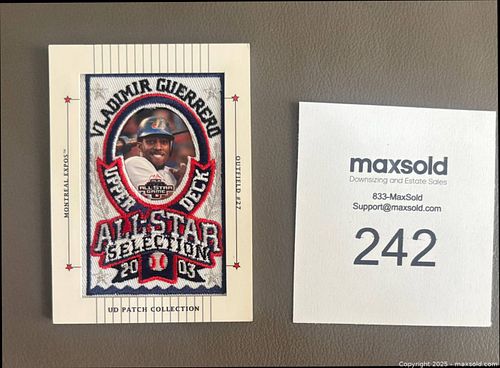 VLADIMIR GUERRERO
MONTREAL EXPOS™
OUTFIELD #27
ALL STAR
GAME
UPPER DECK
ALL-STAR
SELECTION
20 03
UD PATCH COLLECTION
maxsold
Downsizing and Estate Sales
833-MaxSold
Support@maxsold.com
242
Copyright 2025 - maxsold.com